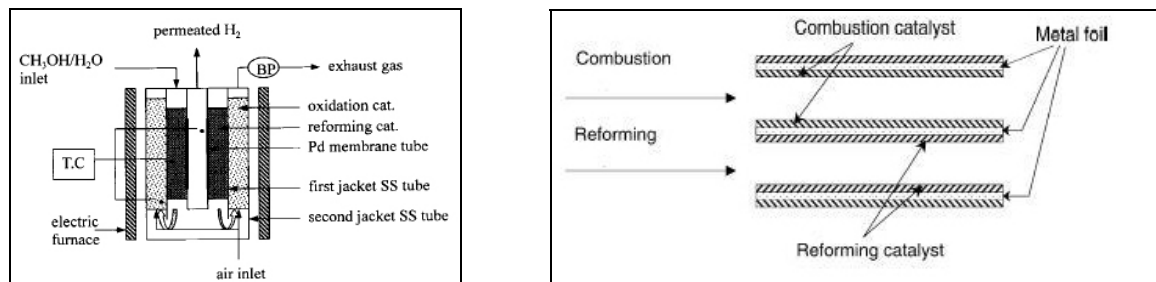 permeated H₂
CH₃OH/H₂O
inlet
BP
exhaust gas
oxidation cat.
reforming cat.
Pd membrane tube
T.C
first jacket SS tube
second jacket SS tube
electric
furnace
air inlet
Combustion catalyst
Metal foil
Combustion
Reforming
Reforming catalyst